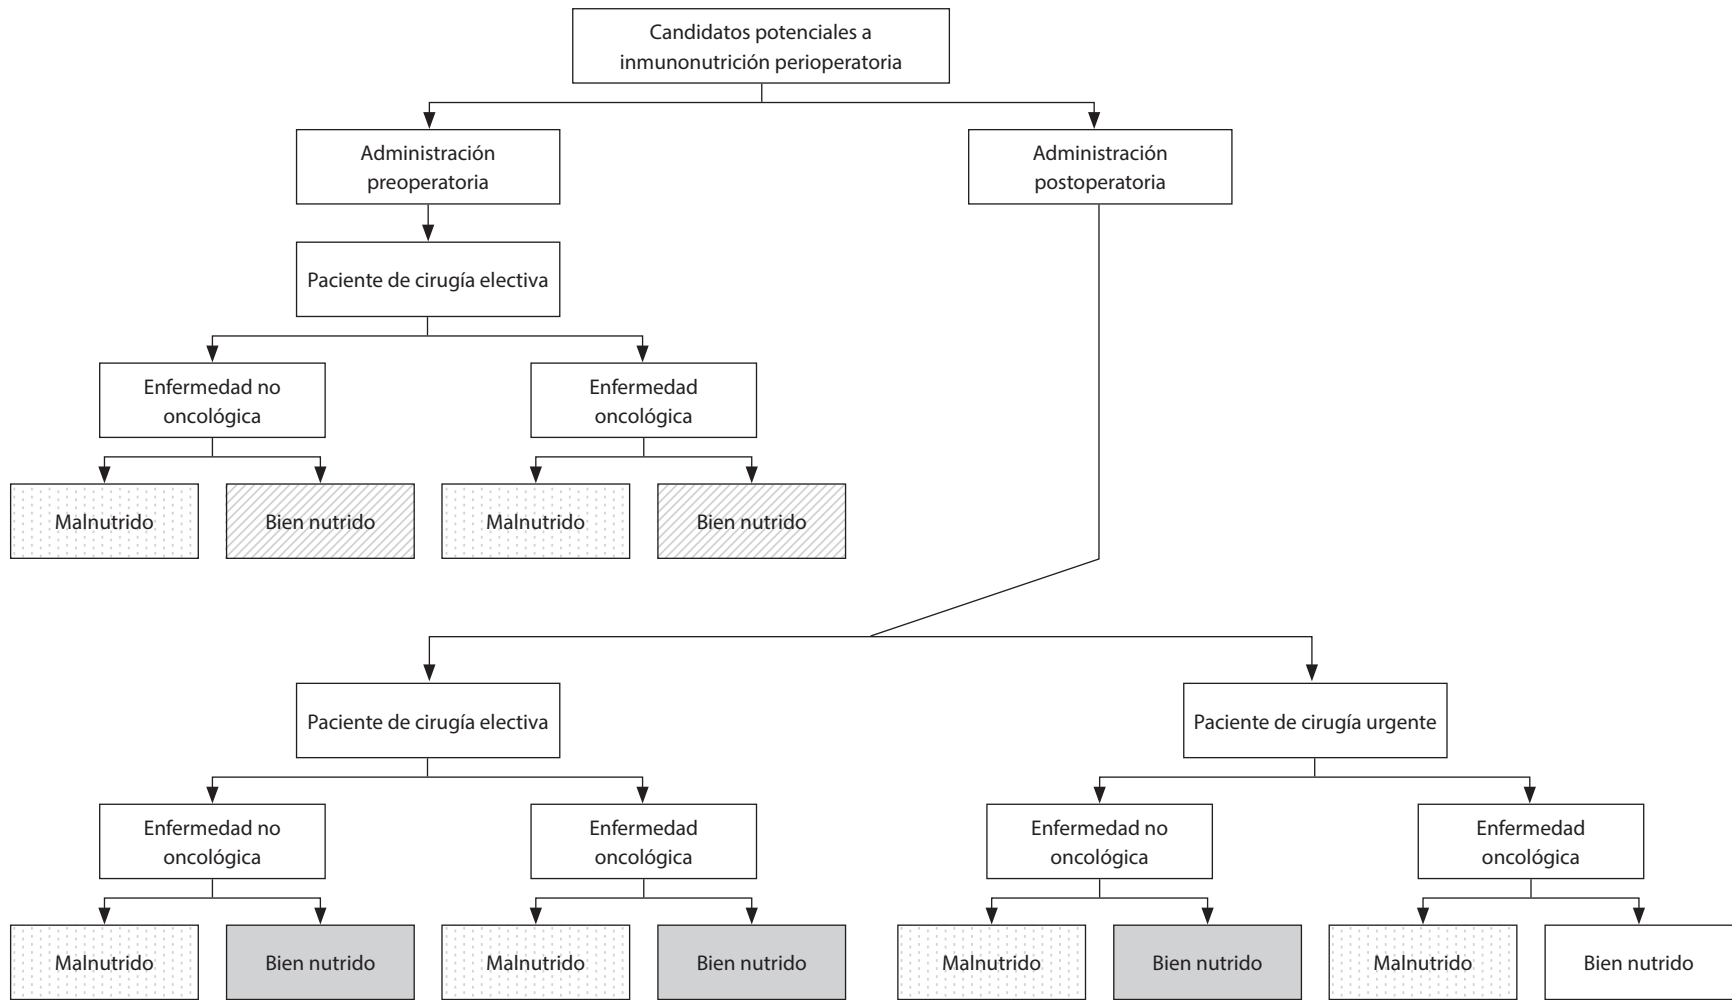 Candidatos potenciales a
inmunonutrición perioperatoria
Administración
preoperatoria
Administración
postoperatoria
Paciente de cirugía electiva
Enfermedad no
oncológica
Enfermedad
oncológica
Malnutrido
Bien nutrido
Malnutrido
Bien nutrido
Paciente de cirugía electiva
Paciente de cirugía urgente
Enfermedad no
oncológica
Enfermedad
oncológica
Enfermedad no
oncológica
Enfermedad
oncológica
Malnutrido
Bien nutrido
Malnutrido
Bien nutrido
Malnutrido
Bien nutrido
Malnutrido
Bien nutrido